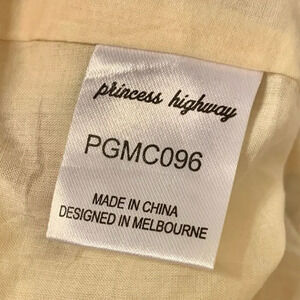 princess highway
PGMC096
MADE IN CHINA
DESIGNED IN MELBOURNE